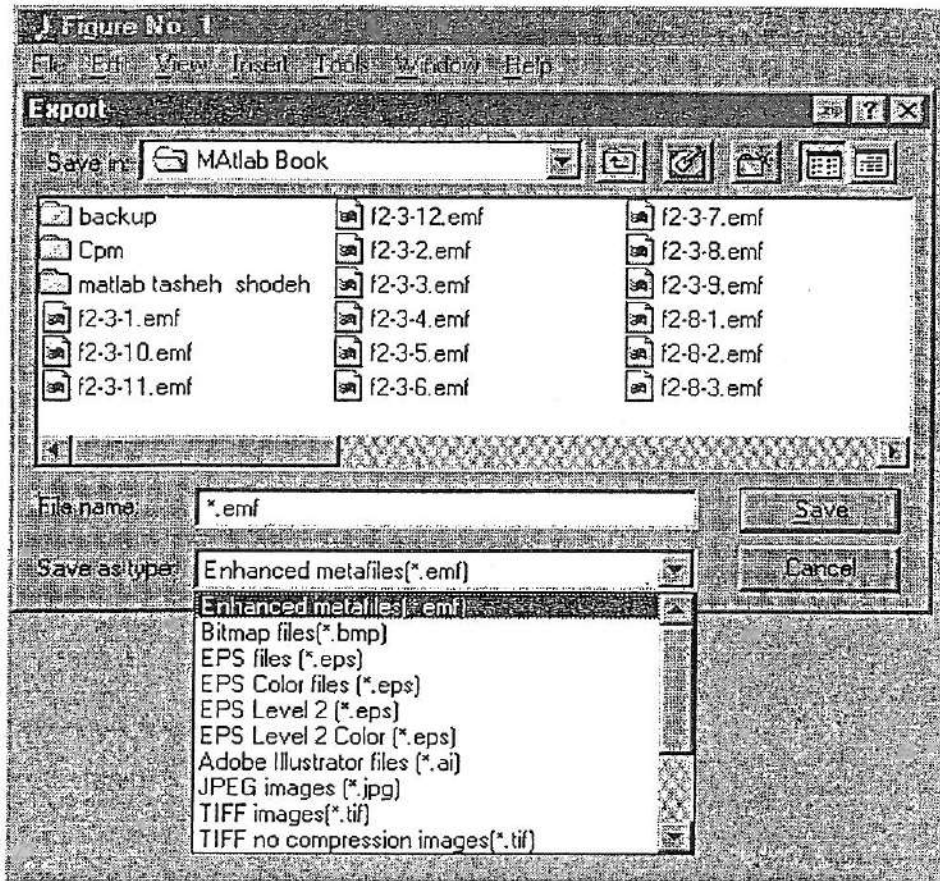 Figure No. 1
File Edit View Insert Tools Window Help
Export
Save in: MAtlab Book
backup f2-3-12.emf f2-3-7.emf
Cpm f2-3-2.emf f2-3-8.emf
matlab tasheh shodeh f2-3-3.emf f2-3-9.emf
f2-3-1.emf f2-3-4.emf f2-8-1.emf
f2-3-10.emf f2-3-5.emf f2-8-2.emf
f2-3-11.emf f2-3-6.emf f2-8-3.emf
File name: *.emf Save
Save as type: Enhanced metafiles(*.emf) Cancel
Enhanced metafiles(*.emf)
Bitmap files(*.bmp)
EPS files (*.eps)
EPS Color files (*.eps)
EPS Level 2 (*.eps)
EPS Level 2 Color (*.eps)
Adobe Illustrator files (*.ai)
JPEG images (*.jpg)
TIFF images(*.tif)
TIFF no compression images(*.tif)